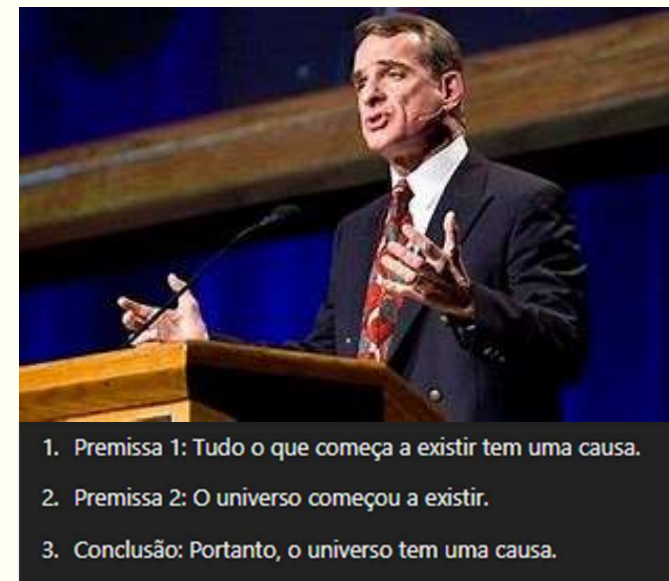 1. Premissa 1: Tudo o que começa a existir tem uma causa.
2. Premissa 2: O universo começou a existir.
3. Conclusão: Portanto, o universo tem uma causa.